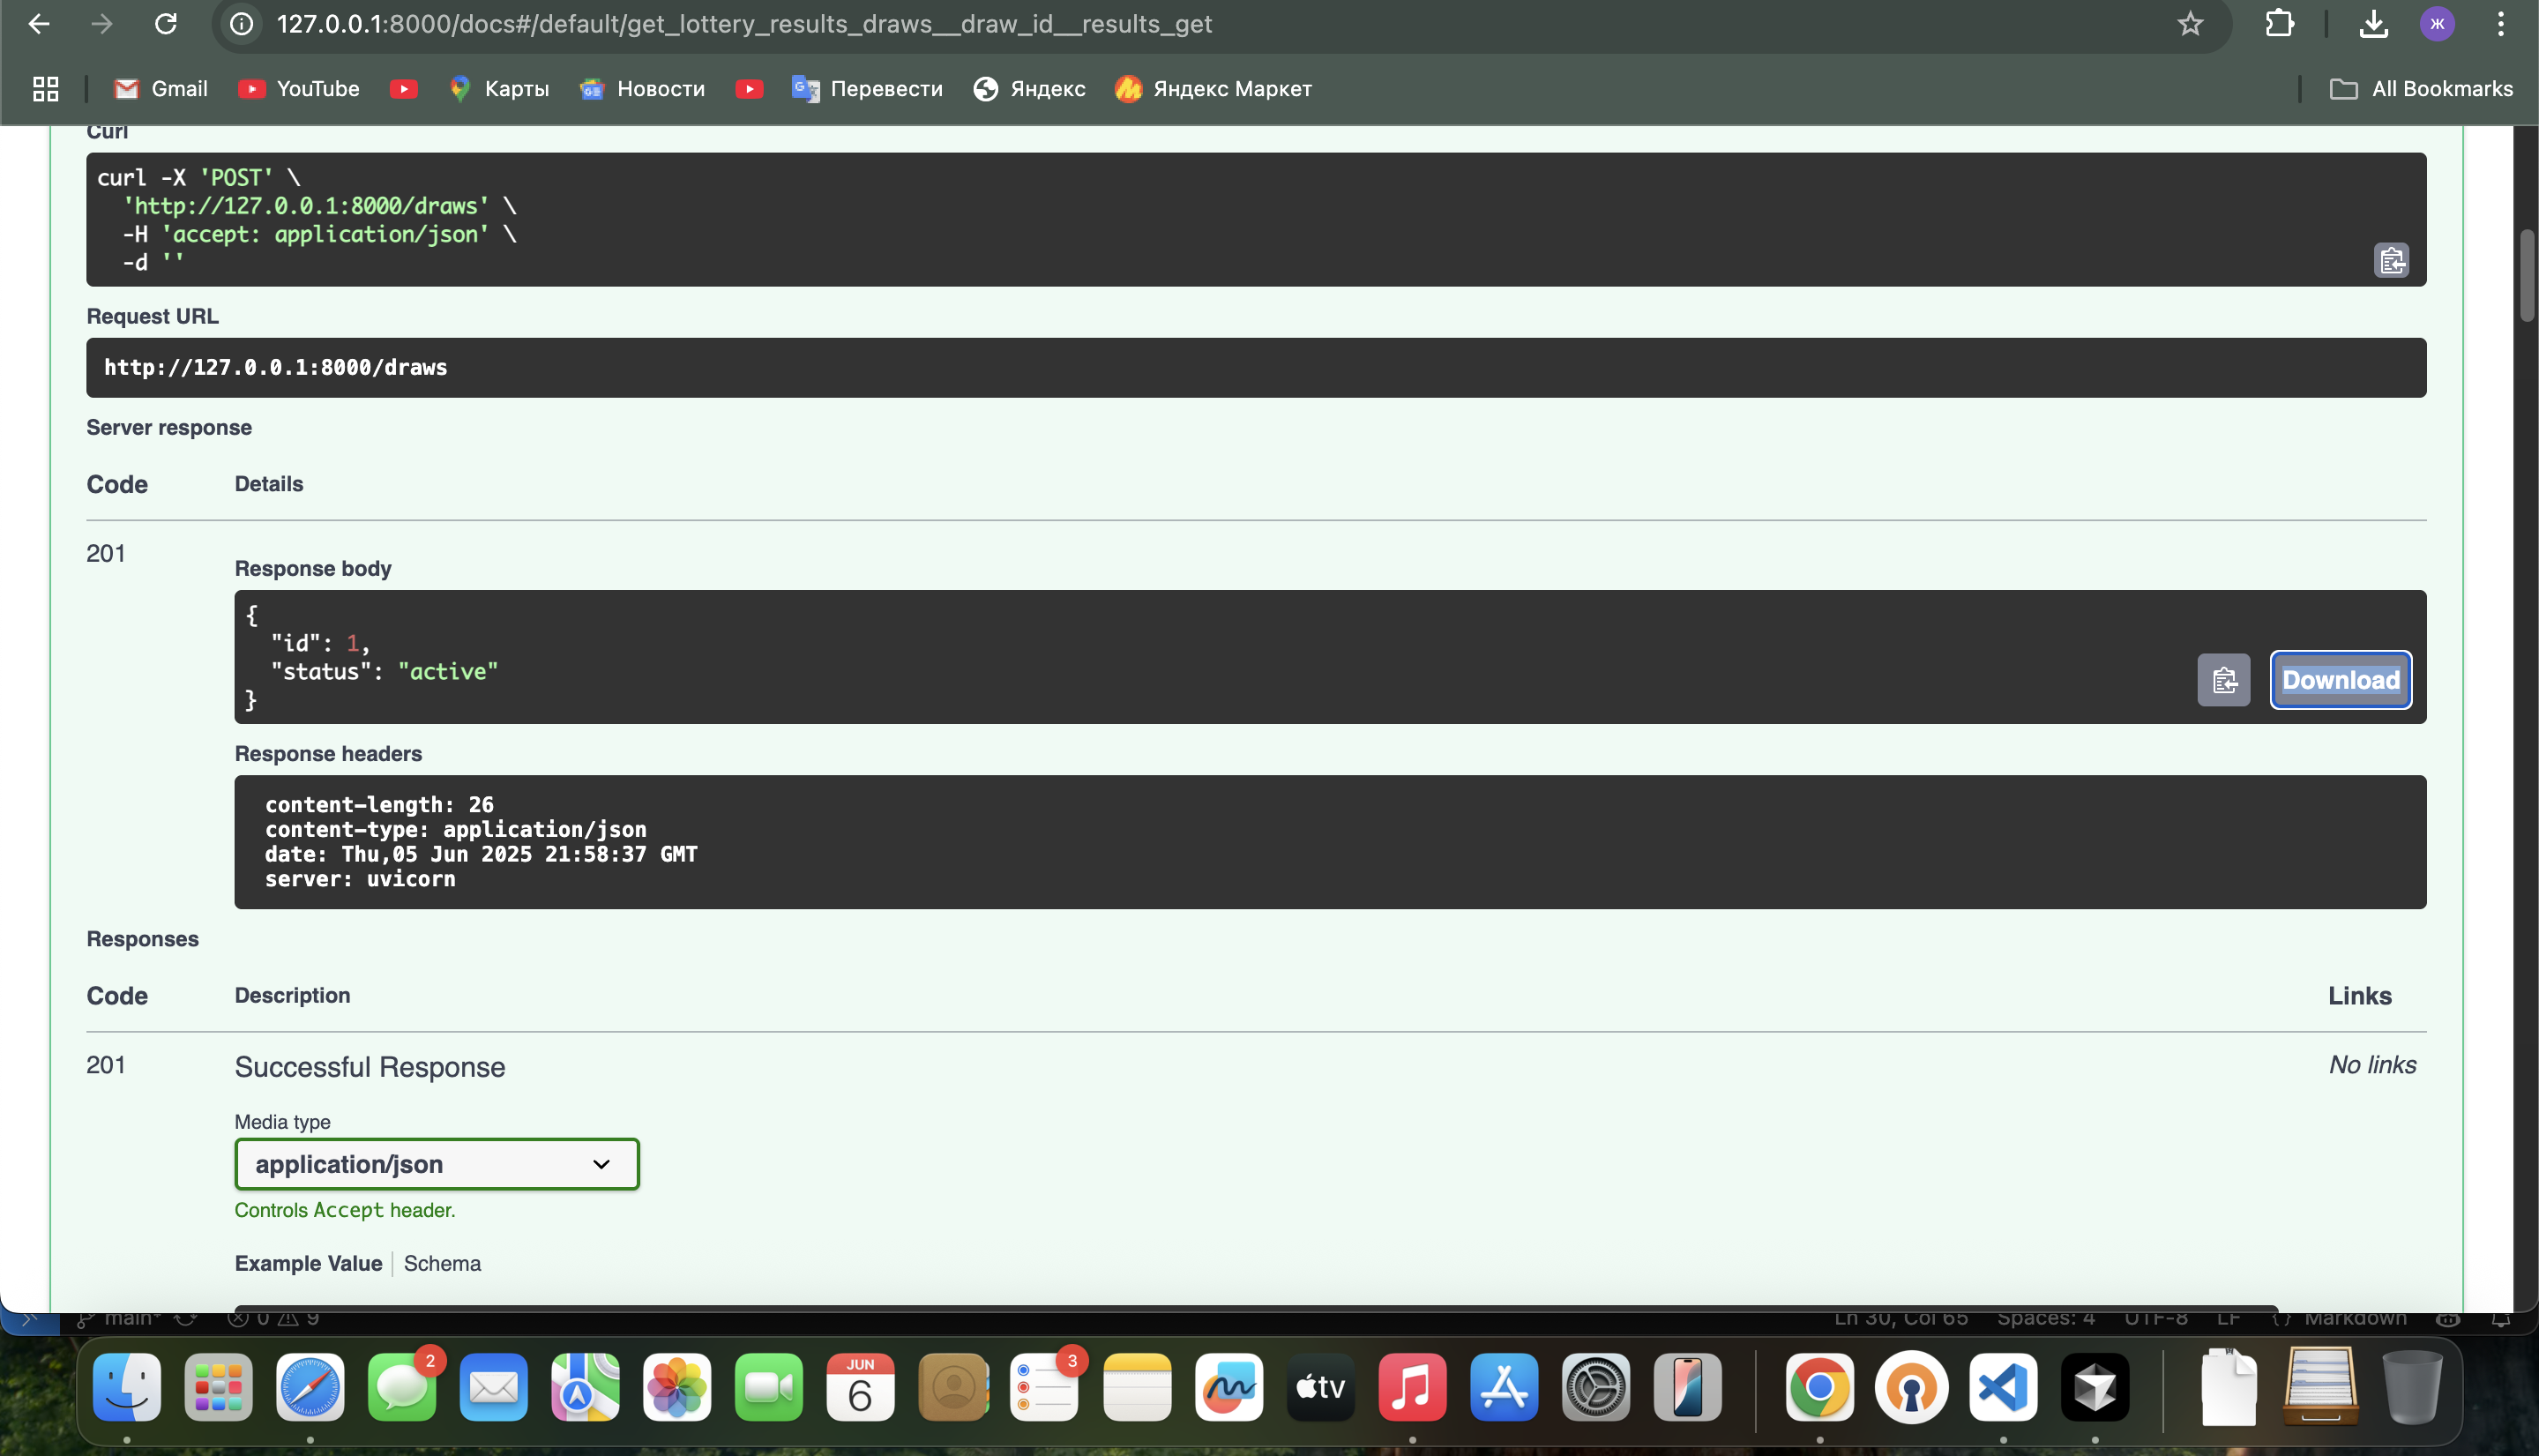 127.0.0.1:8000/docs#/default/get_lottery_results_draws__draw_id__results_get
Ж
Gmail
YouTube
Карты
Новости
Перевести
Яндекс
Яндекс Маркет
All Bookmarks
Curl
curl -X 'POST' \
'http://127.0.0.1:8000/draws' \
-H 'accept: application/json' \
-d ''
Request URL
http://127.0.0.1:8000/draws
Server response
Code Details
201
Response body
{
"id": 1,
"status": "active"
}
Download
Response headers
content-length: 26
content-type: application/json
date: Thu,05 Jun 2025 21:58:37 GMT
server: uvicorn
Responses
Code Description Links
201 Successful Response No links
Media type
application/json
Controls Accept header.
Example Value Schema
main* 0 9 Ln 30, Col 65 Spaces: 4 UTF-8 LF {} Markdown
2
JUN
6
3
tv